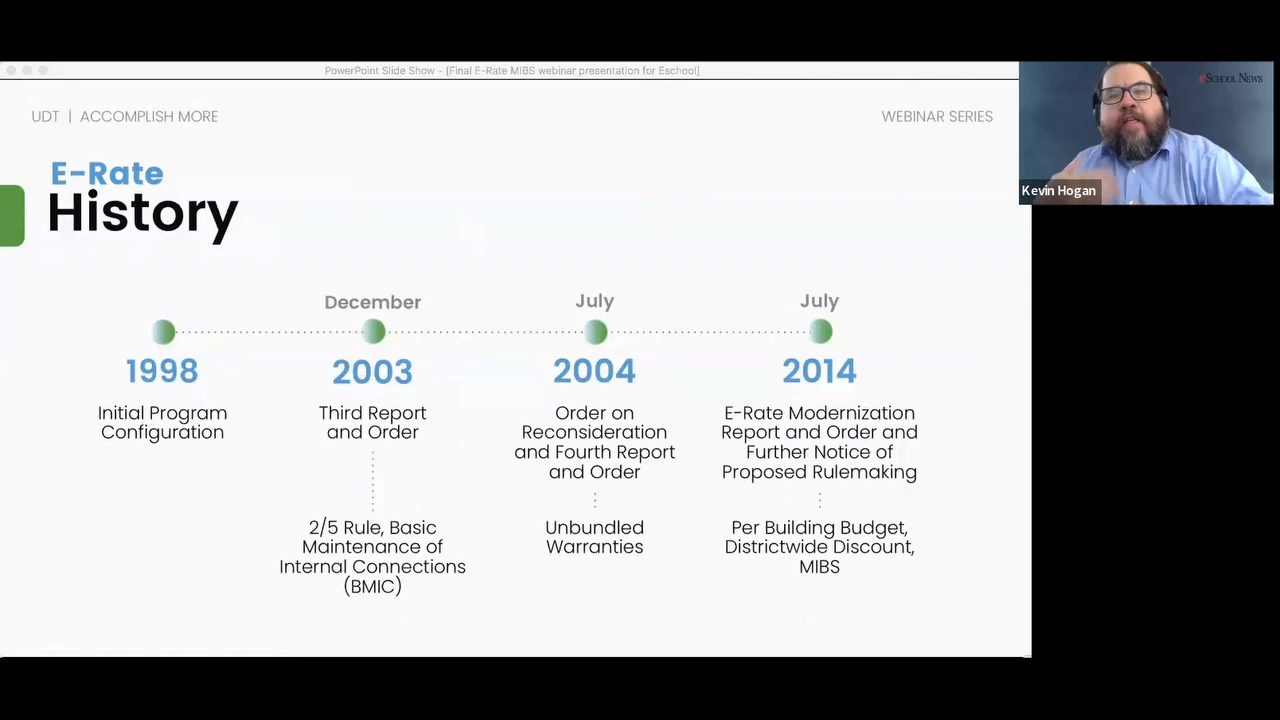 PowerPoint Slide Show - [Final E-Rate MIBS webinar presentation for Eschool]
UDT | ACCOMPLISH MORE
WEBINAR SERIES
eSchool News
Kevin Hogan
E-Rate
History
December
July
July
1998
2003
2004
2014
Initial Program
Configuration
Third Report
and Order
2/5 Rule, Basic
Maintenance of
Internal Connections
(BMIC)
Order on
Reconsideration
and Fourth Report
and Order
Unbundled
Warranties
E-Rate Modernization
Report and Order and
Further Notice of
Proposed Rulemaking
Per Building Budget,
Districtwide Discount,
MIBS